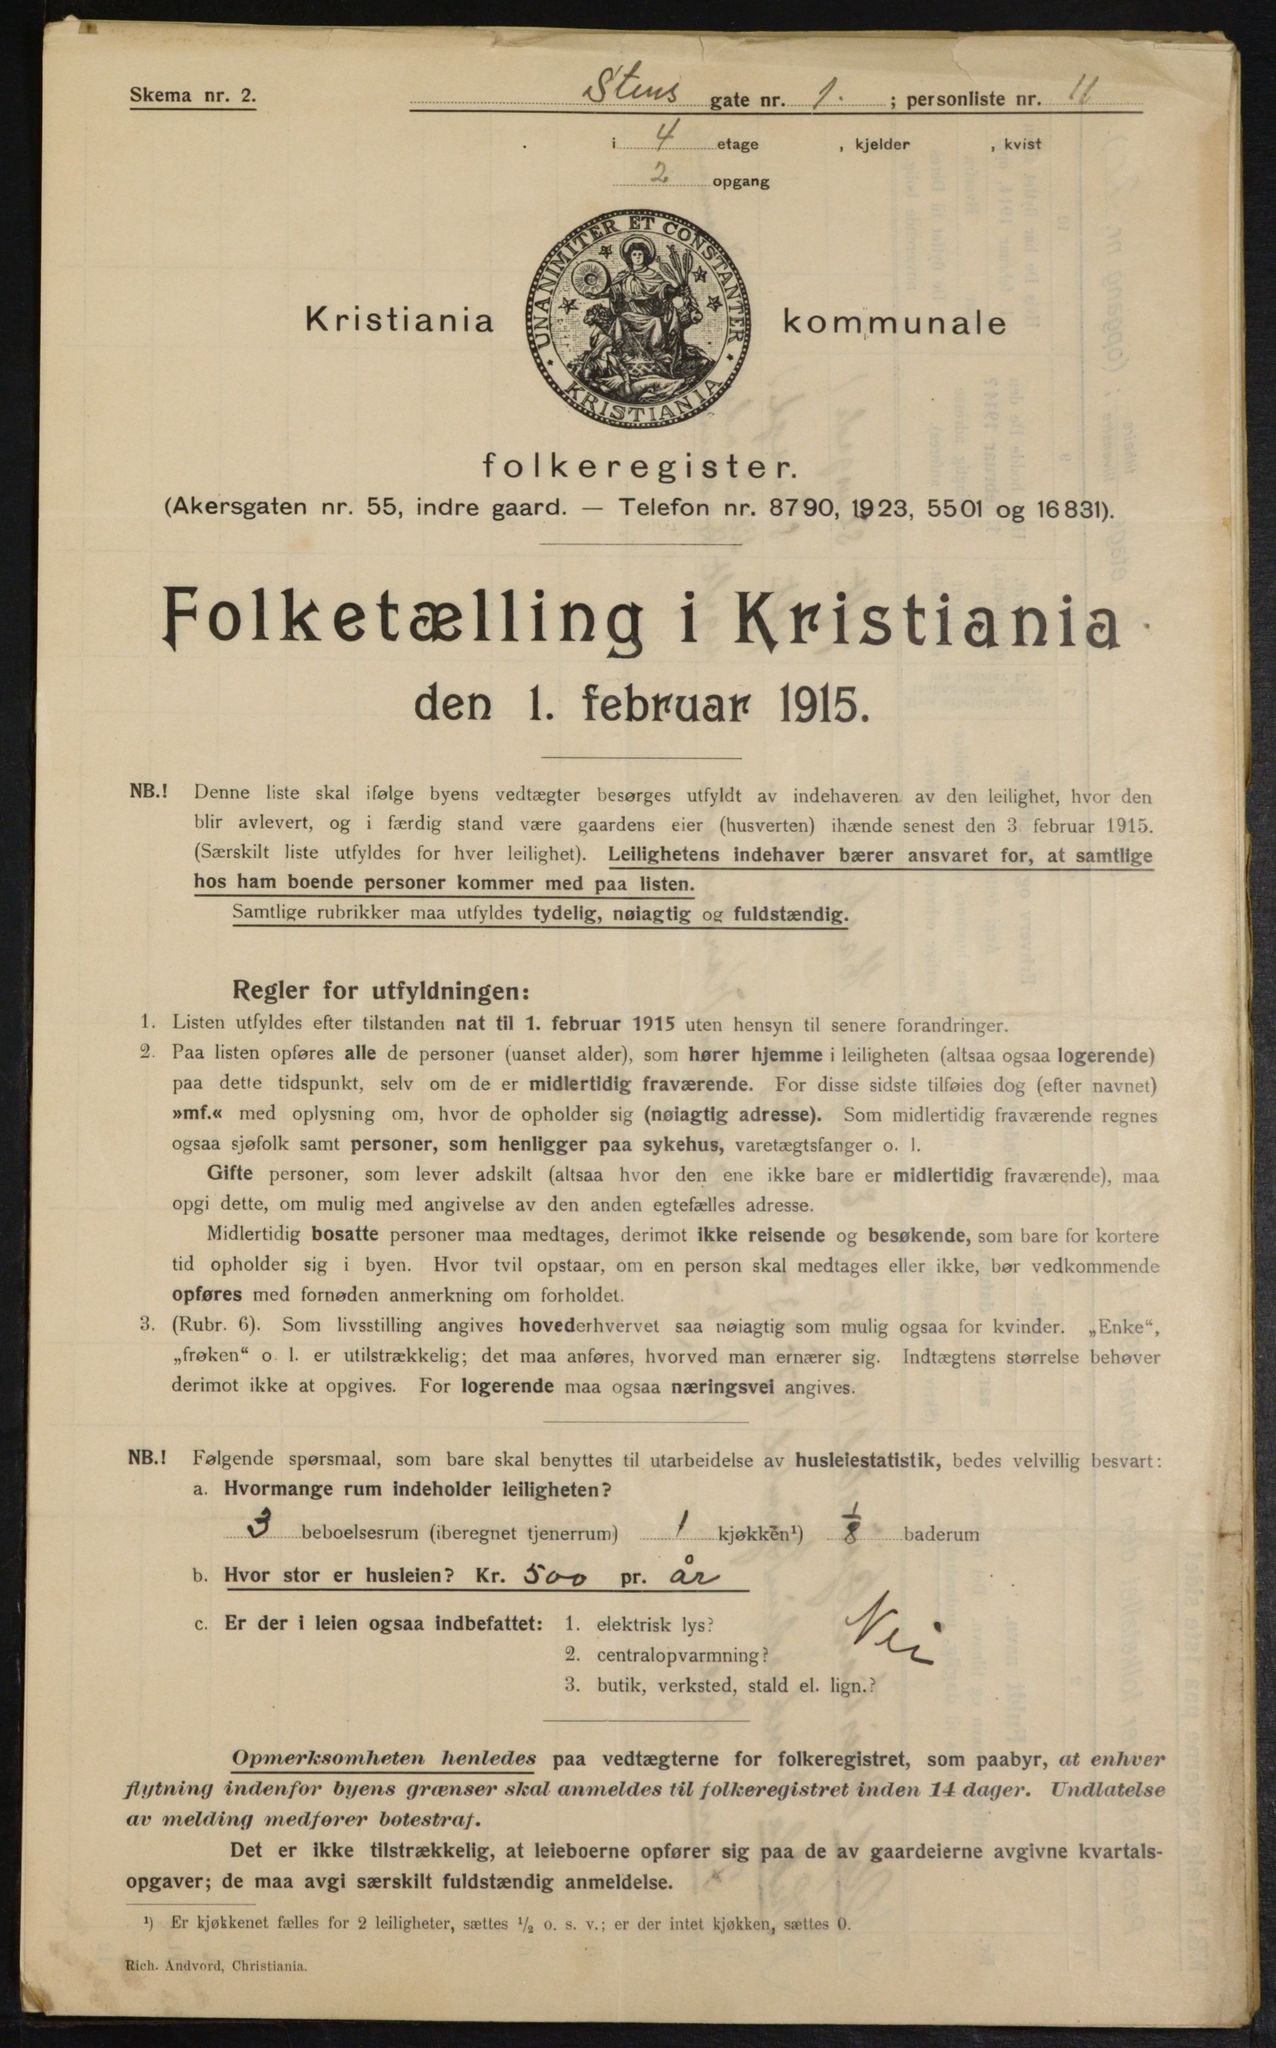 Skema nr. 2.
Stens gate nr. 1. ; personliste nr. 11
i 4 etage , kjelder , kvist
2 opgang
UNANIMITER ET CONSTANTER
KRISTIANIA
Kristiania kommunale
folkeregister.
(Akersgaten nr. 55, indre gaard. — Telefon nr. 8790, 1923, 5501 og 16831).
Folketælling i Kristiania
den 1. februar 1915.
NB.! Denne liste skal ifølge byens vedtægter besørges utfyldt av indehaveren av den leilighet, hvor den
blir avlevert, og i færdig stand være gaardens eier (husverten) ihænde senest den 3 februar 1915.
(Særskilt liste utfyldes for hver leilighet). Leilighetens indehaver bærer ansvaret for, at samtlige
hos ham boende personer kommer med paa listen.
Samtlige rubrikker maa utfyldes tydelig, nøiagtig og fuldstændig.
Regler for utfyldningen:
1. Listen utfyldes efter tilstanden nat til 1. februar 1915 uten hensyn til senere forandringer.
2. Paa listen opføres alle de personer (uanset alder), som hører hjemme i leiligheten (altsaa ogsaa logerende)
paa dette tidspunkt, selv om de er midlertidig fraværende. For disse sidste tilføies dog (efter navnet)
»mf.« med oplysning om, hvor de opholder sig (nøiagtig adresse). Som midlertidig fraværende regnes
ogsaa sjøfolk samt personer, som henligger paa sykehus, varetægtsfanger o. l.
Gifte personer, som lever adskilt (altsaa hvor den ene ikke bare er midlertidig fraværende), maa
opgi dette, om mulig med angivelse av den anden egtefælles adresse.
Midlertidig bosatte personer maa medtages, derimot ikke reisende og besøkende, som bare for kortere
tid opholder sig i byen. Hvor tvil opstaar, om en person skal medtages eller ikke, bør vedkommende
opføres med fornøden anmerkning om forholdet.
3. (Rubr. 6). Som livsstilling angives hovederhvervet saa nøiagtig som mulig ogsaa for kvinder. „Enke“,
„frøken“ o. l. er utilstrækkelig; det maa anføres, hvorved man ernærer sig. Indtægtens størrelse behøver
derimot ikke at opgives. For logerende maa ogsaa næringsvei angives.
NB.! Følgende spørsmaal, som bare skal benyttes til utarbeidelse av husleiestatistik, bedes velvillig besvart:
a. Hvormange rum indeholder leiligheten?
3 beboelsesrum (iberegnet tjenerrum) 1 kjøkken¹) 1/8 baderum
b. Hvor stor er husleien? Kr. 500 pr. år
c. Er der i leien ogsaa indbefattet: 1. elektrisk lys?
2. centralopvarmning?
Nei
3. butik, verksted, stald el. lign.?
Opmerksomheten henledes paa vedtægterne for folkeregistret, som paabyr, at enhver
flytning indenfor byens grænser skal anmeldes til folkeregistret inden 14 dager. Undlatelse
av melding medfører bøtestraf.
Det er ikke tilstrækkelig, at leieboerne opfører sig paa de av gaardeierne avgivne kvartals-
opgaver; de maa avgi særskilt fuldstændig anmeldelse.
¹) Er kjøkkenet fælles for 2 leiligheter, sættes ½ o. s. v.; er der intet kjøkken, sættes 0.
Rich. Andvord, Christiania.